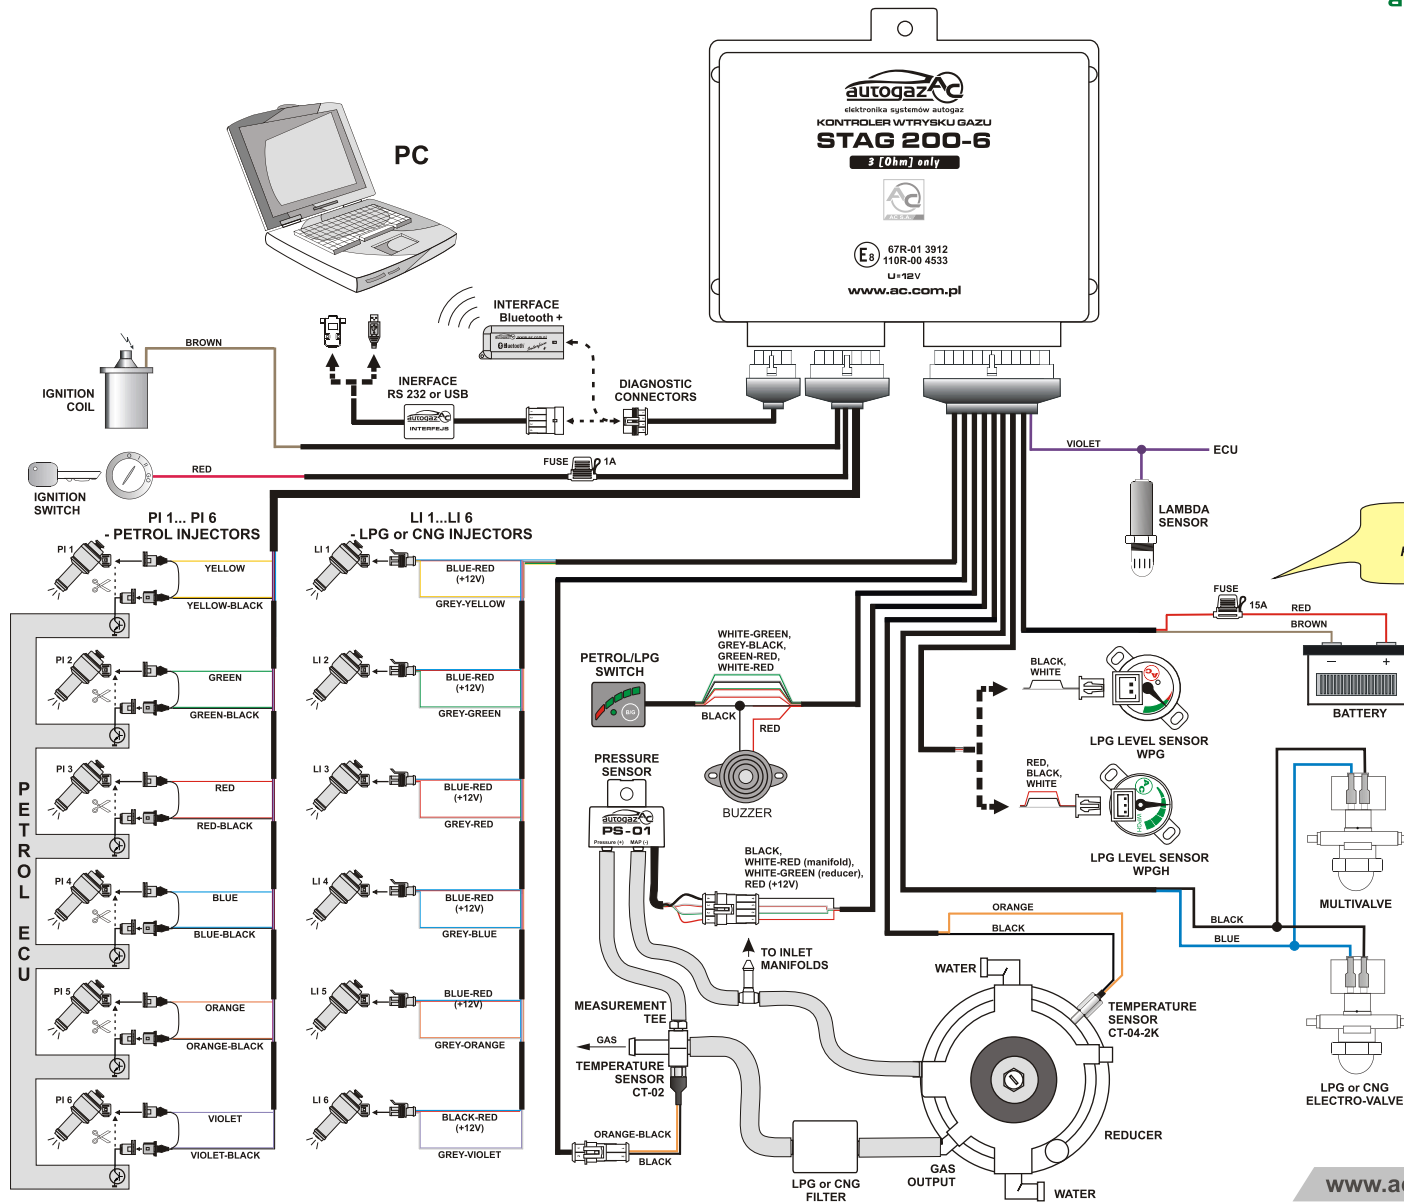 autogaz AC
elektronika systemów autogaz
KONTROLER WTRYSKU GAZU
STAG 200-6
3 [Ohm] only
AC
AC S.A.
E8
67R-01 3912
110R-00 4533
U=12V
www.ac.com.pl
PC
INTERFACE
Bluetooth +
BROWN
IGNITION
COIL
INERFACE
RS 232 or USB
autogaz
INTERFEJS
DIAGNOSTIC
CONNECTORS
RED
FUSE
1A
IGNITION
SWITCH
VIOLET
ECU
LAMBDA
SENSOR
PI 1... PI 6
- PETROL INJECTORS
LI 1...LI 6
- LPG or CNG INJECTORS
PI 1
YELLOW
YELLOW-BLACK
PI 2
GREEN
GREEN-BLACK
PI 3
RED
RED-BLACK
PI 4
BLUE
BLUE-BLACK
PI 5
ORANGE
ORANGE-BLACK
PI 6
VIOLET
VIOLET-BLACK
PETROL ECU
LI 1
BLUE-RED
(+12V)
GREY-YELLOW
LI 2
BLUE-RED
(+12V)
GREY-GREEN
LI 3
BLUE-RED
(+12V)
GREY-RED
LI 4
BLUE-RED
(+12V)
GREY-BLUE
LI 5
BLUE-RED
(+12V)
GREY-ORANGE
LI 6
BLACK-RED
(+12V)
GREY-VIOLET
FUSE
15A
RED
BROWN
BATTERY
PETROL/LPG
SWITCH
B/G
WHITE-GREEN,
GREY-BLACK,
GREEN-RED,
WHITE-RED
BLACK
RED
BUZZER
BLACK,
WHITE
LPG LEVEL SENSOR
WPG
RED,
BLACK,
WHITE
LPG LEVEL SENSOR
WPGH
PRESSURE
SENSOR
autogaz AC
PS-01
Pressure (+)
MAP (-)
BLACK,
WHITE-RED (manifold),
WHITE-GREEN (reducer),
RED (+12V)
MULTIVALVE
BLACK
BLUE
ORANGE
BLACK
TO INLET
MANIFOLDS
WATER
MEASUREMENT
TEE
GAS
TEMPERATURE
SENSOR
CT-02
TEMPERATURE
SENSOR
CT-04-2K
LPG or CNG
ELECTRO-VALVE
ORANGE-BLACK
BLACK
REDUCER
GAS
OUTPUT
LPG or CNG
FILTER
WATER
www.a